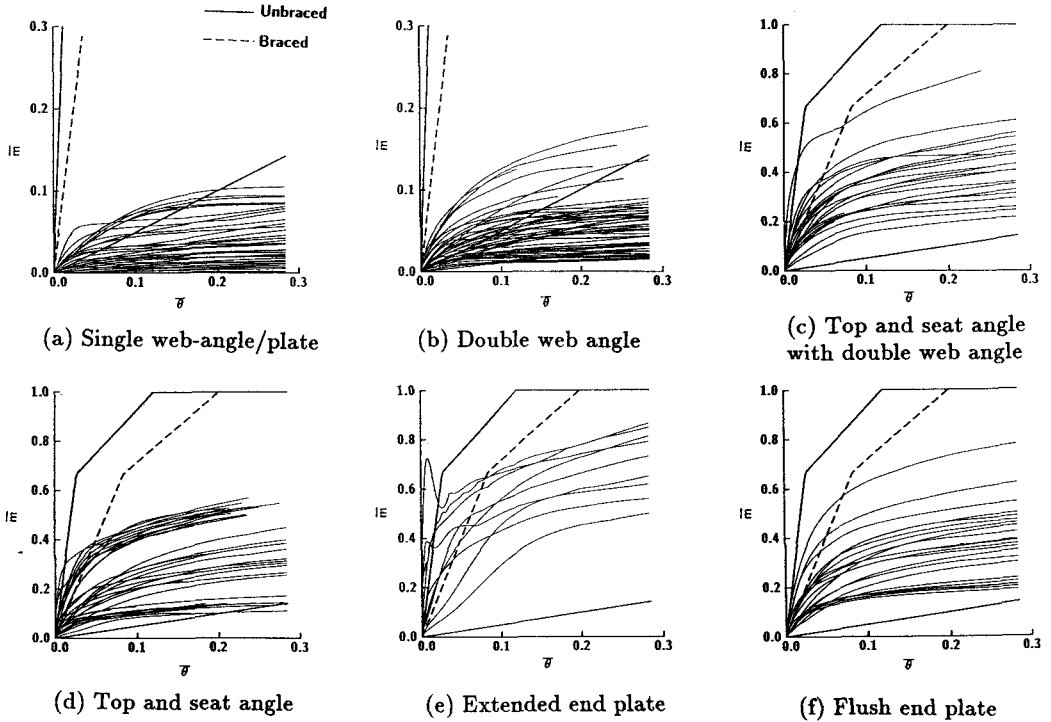 Unbraced
Braced
0.3
0.2
0.1
0.0
m̅
0.0 0.1 0.2 0.3
θ̅
(a) Single web-angle/plate
0.3
0.2
0.1
0.0
m̅
0.0 0.1 0.2 0.3
θ̅
(b) Double web angle
1.0
0.8
0.6
0.4
0.2
0.0
m̅
0.0 0.1 0.2 0.3
θ̅
(c) Top and seat angle
with double web angle
1.0
0.8
0.6
0.4
0.2
0.0
m̅
0.0 0.1 0.2 0.3
θ̅
(d) Top and seat angle
1.0
0.8
0.6
0.4
0.2
0.0
m̅
0.0 0.1 0.2 0.3
θ̅
(e) Extended end plate
1.0
0.8
0.6
0.4
0.2
0.0
m̅
0.0 0.1 0.2 0.3
θ̅
(f) Flush end plate